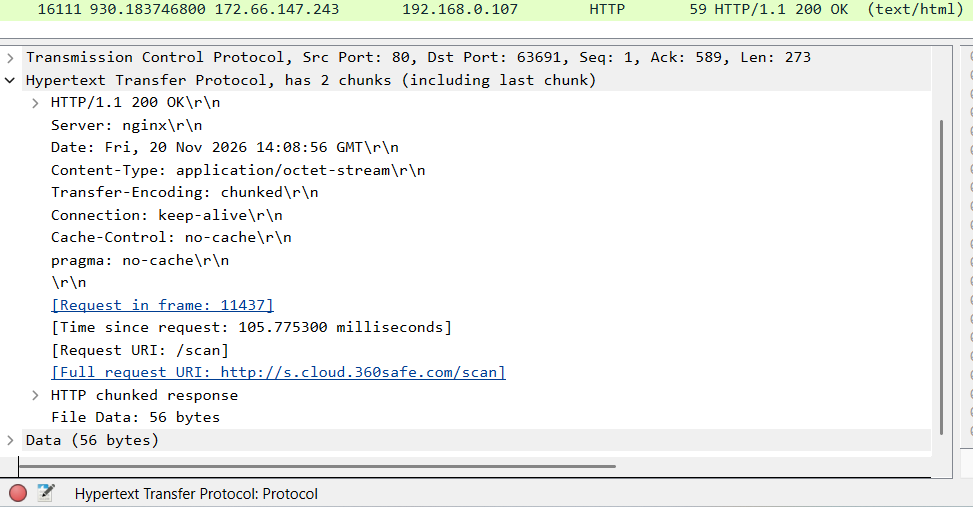 16111 930.183746800 172.66.147.243 192.168.0.107 HTTP 59 HTTP/1.1 200 OK (text/html)
Transmission Control Protocol, Src Port: 80, Dst Port: 63691, Seq: 1, Ack: 589, Len: 273
Hypertext Transfer Protocol, has 2 chunks (including last chunk)
HTTP/1.1 200 OK\r\n
Server: nginx\r\n
Date: Fri, 20 Nov 2026 14:08:56 GMT\r\n
Content-Type: application/octet-stream\r\n
Transfer-Encoding: chunked\r\n
Connection: keep-alive\r\n
Cache-Control: no-cache\r\n
pragma: no-cache\r\n
\r\n
[Request in frame: 11437]
[Time since request: 105.775300 milliseconds]
[Request URI: /scan]
[Full request URI: http://s.cloud.360safe.com/scan]
HTTP chunked response
File Data: 56 bytes
Data (56 bytes)
Hypertext Transfer Protocol: Protocol